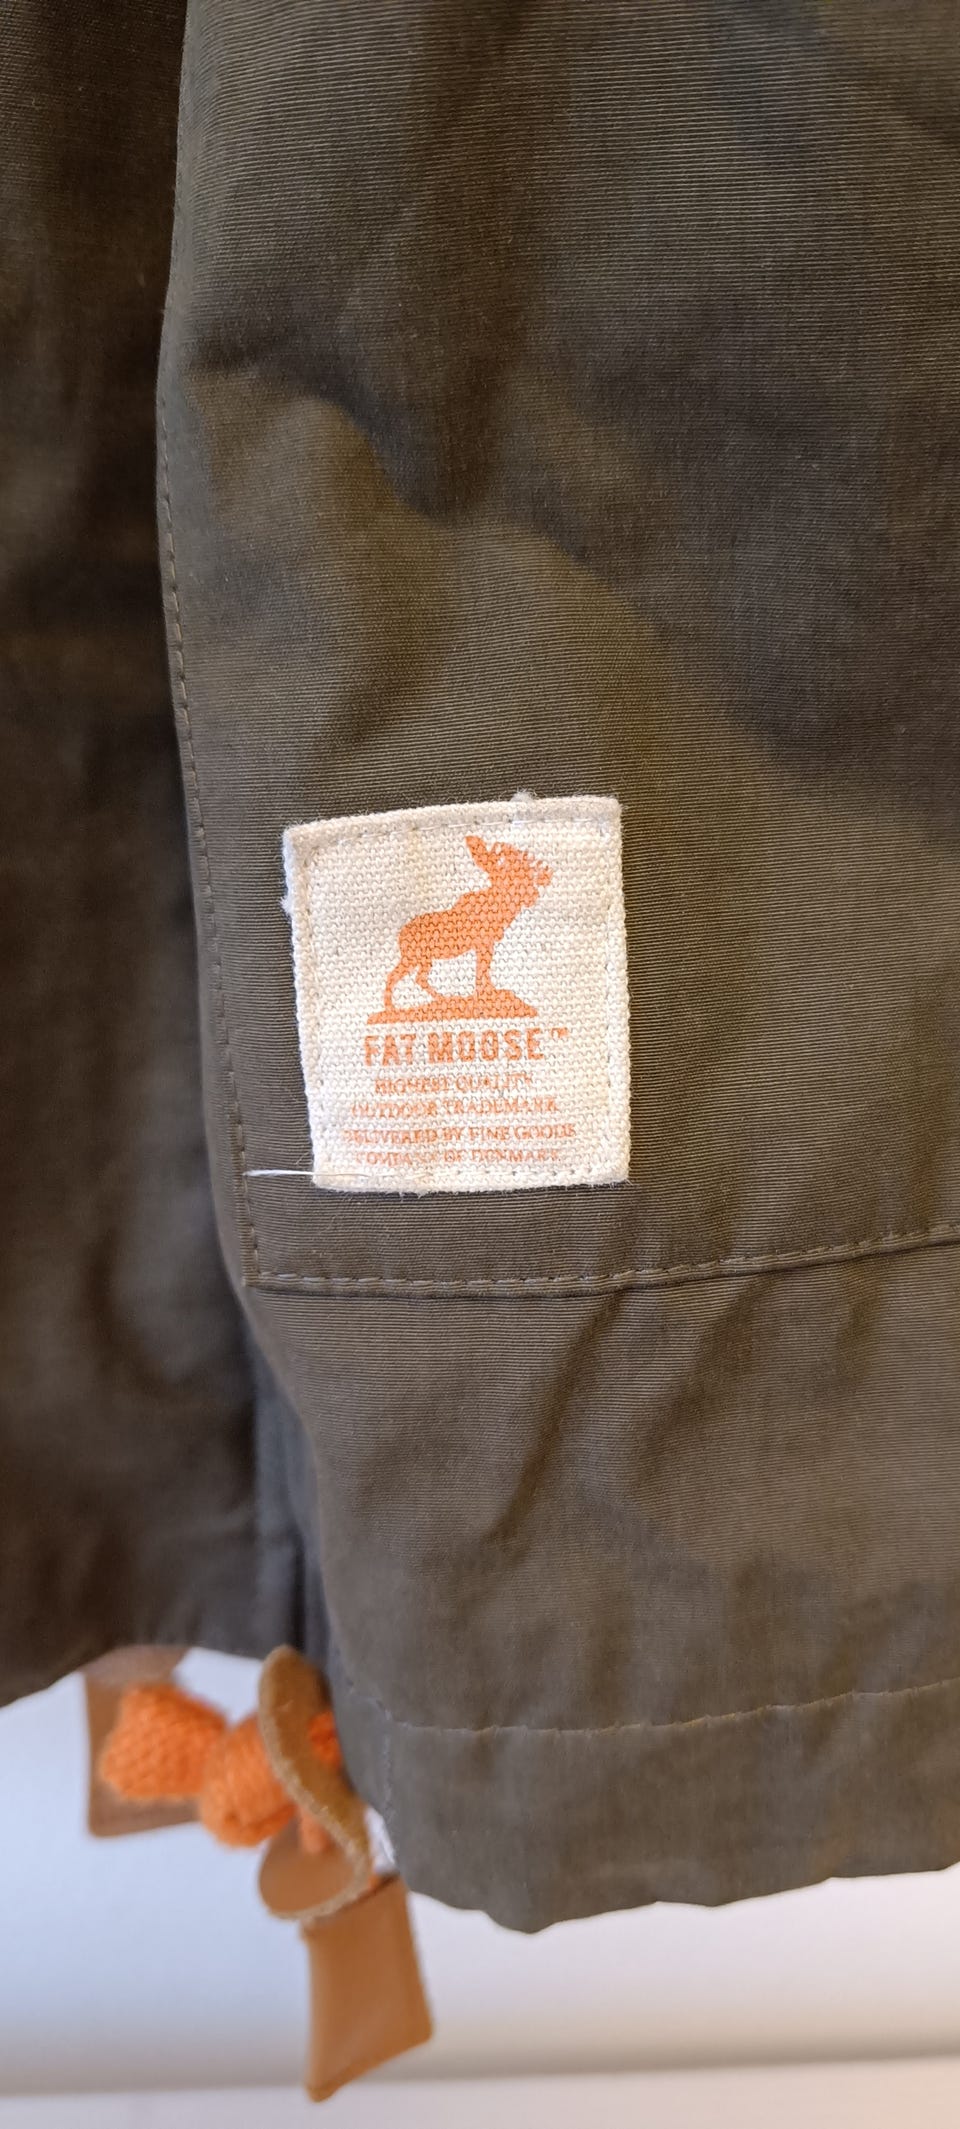 FAT MOOSE™
HIGHEST QUALITY
OUTDOOR TRADEMARK
DELIVERED BY FINE GOODS
COMPANY OF DENMARK